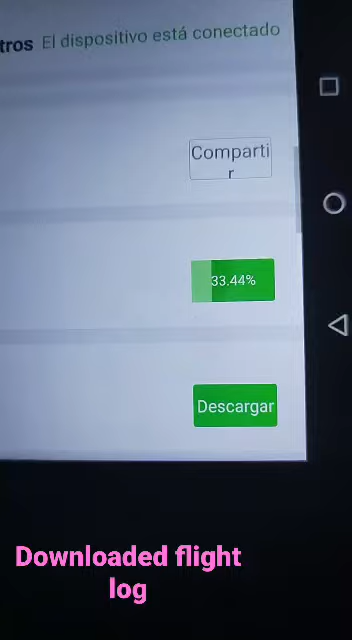 tros El dispositivo está conectado
Comparti
r
33.44%
Descargar
Downloaded flight
log